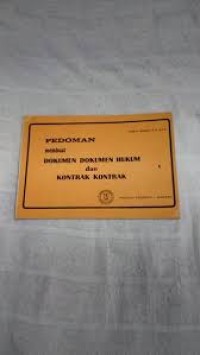 PEDOMAN
membuat
DOKUMEN DOKUMEN HUKUM
dan
KONTRAK KONTRAK